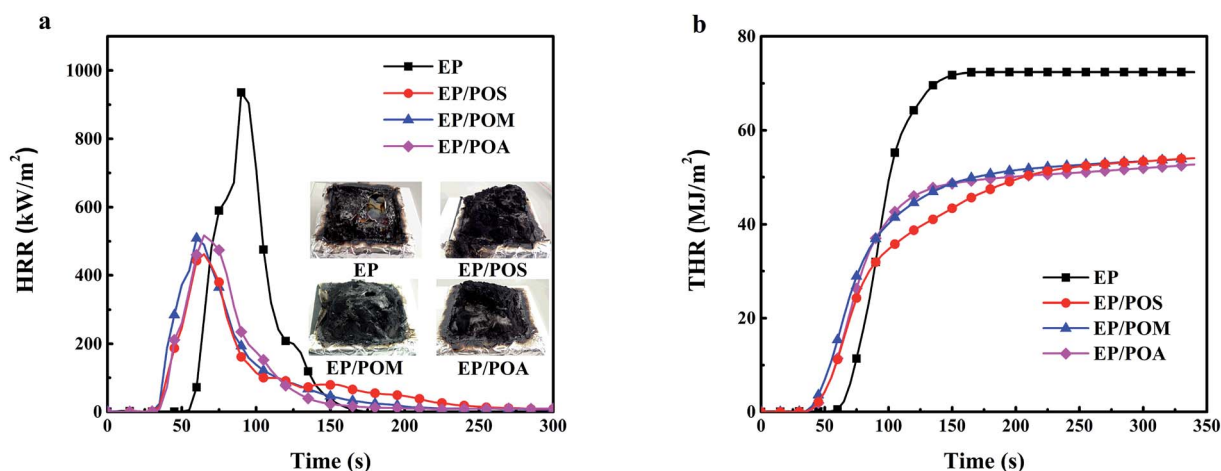 a
HRR (kW/m²)
1000
800
600
400
200
0
EP
EP/POS
EP/POM
EP/POA
EP
EP/POS
EP/POM
EP/POA
0
50
100
150
200
250
300
Time (s)
b
THR (MJ/m²)
80
60
40
20
0
EP
EP/POS
EP/POM
EP/POA
0
50
100
150
200
250
300
350
Time (s)